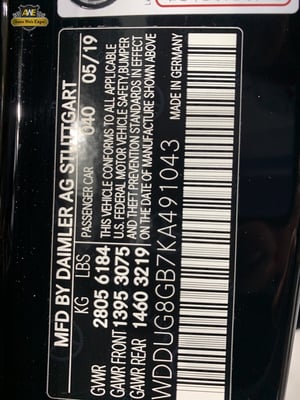 MFD BY DAIMLER AG STUTTGART
KG LBS PASSENGER CAR 040 05/19
GVWR 2805 6184 THIS VEHICLE CONFORMS TO ALL APPLICABLE
GAWR FRONT 1395 3075 U.S. FEDERAL MOTOR VEHICLE SAFETY, BUMPER
GAWR REAR 1460 3219 AND THEFT PREVENTION STANDARDS IN EFFECT
ON THE DATE OF MANUFACTURE SHOWN ABOVE
WDDUG8GB7KA491043
MADE IN GERMANY
AWE